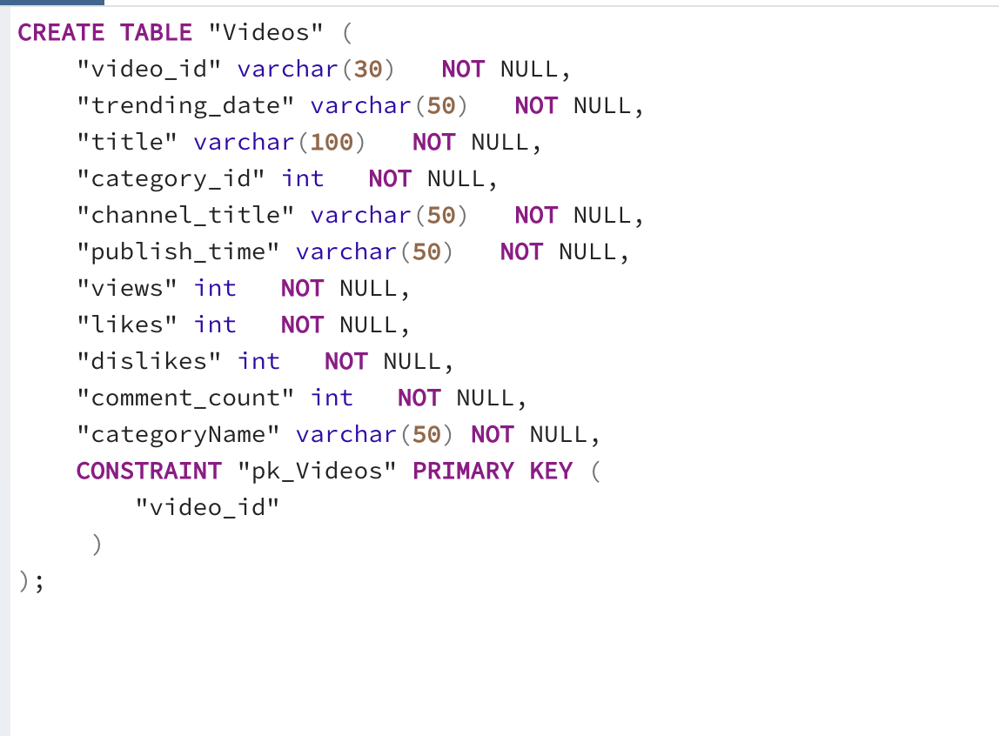 CREATE TABLE "Videos" (
    "video_id" varchar(30)   NOT NULL,
    "trending_date" varchar(50)   NOT NULL,
    "title" varchar(100)   NOT NULL,
    "category_id" int   NOT NULL,
    "channel_title" varchar(50)   NOT NULL,
    "publish_time" varchar(50)   NOT NULL,
    "views" int   NOT NULL,
    "likes" int   NOT NULL,
    "dislikes" int   NOT NULL,
    "comment_count" int   NOT NULL,
    "categoryName" varchar(50) NOT NULL,
    CONSTRAINT "pk_Videos" PRIMARY KEY (
        "video_id"
     )
);